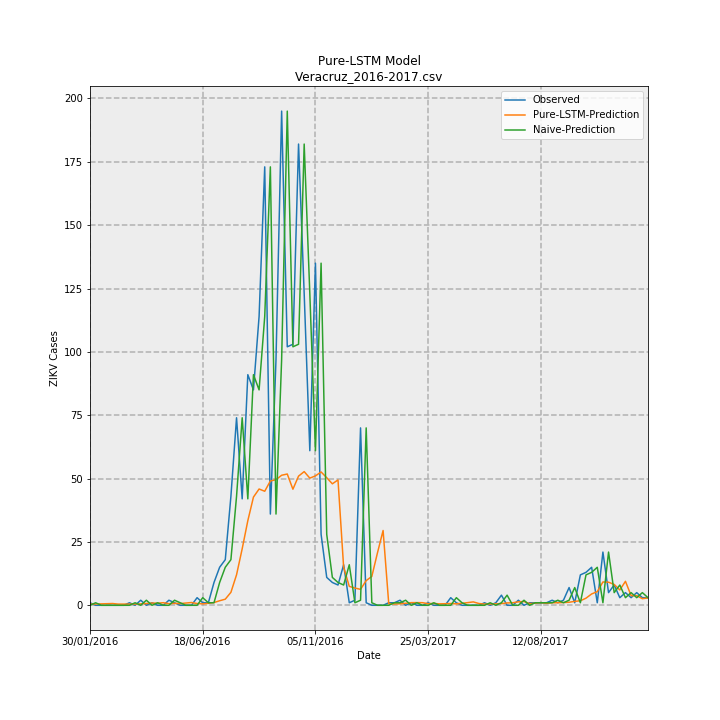 Pure-LSTM Model
Veracruz_2016-2017.csv
Observed
Pure-LSTM-Prediction
Naive-Prediction
200
175
150
125
100
75
50
25
0
ZIKV Cases
30/01/2016 18/06/2016 05/11/2016 25/03/2017 12/08/2017
Date